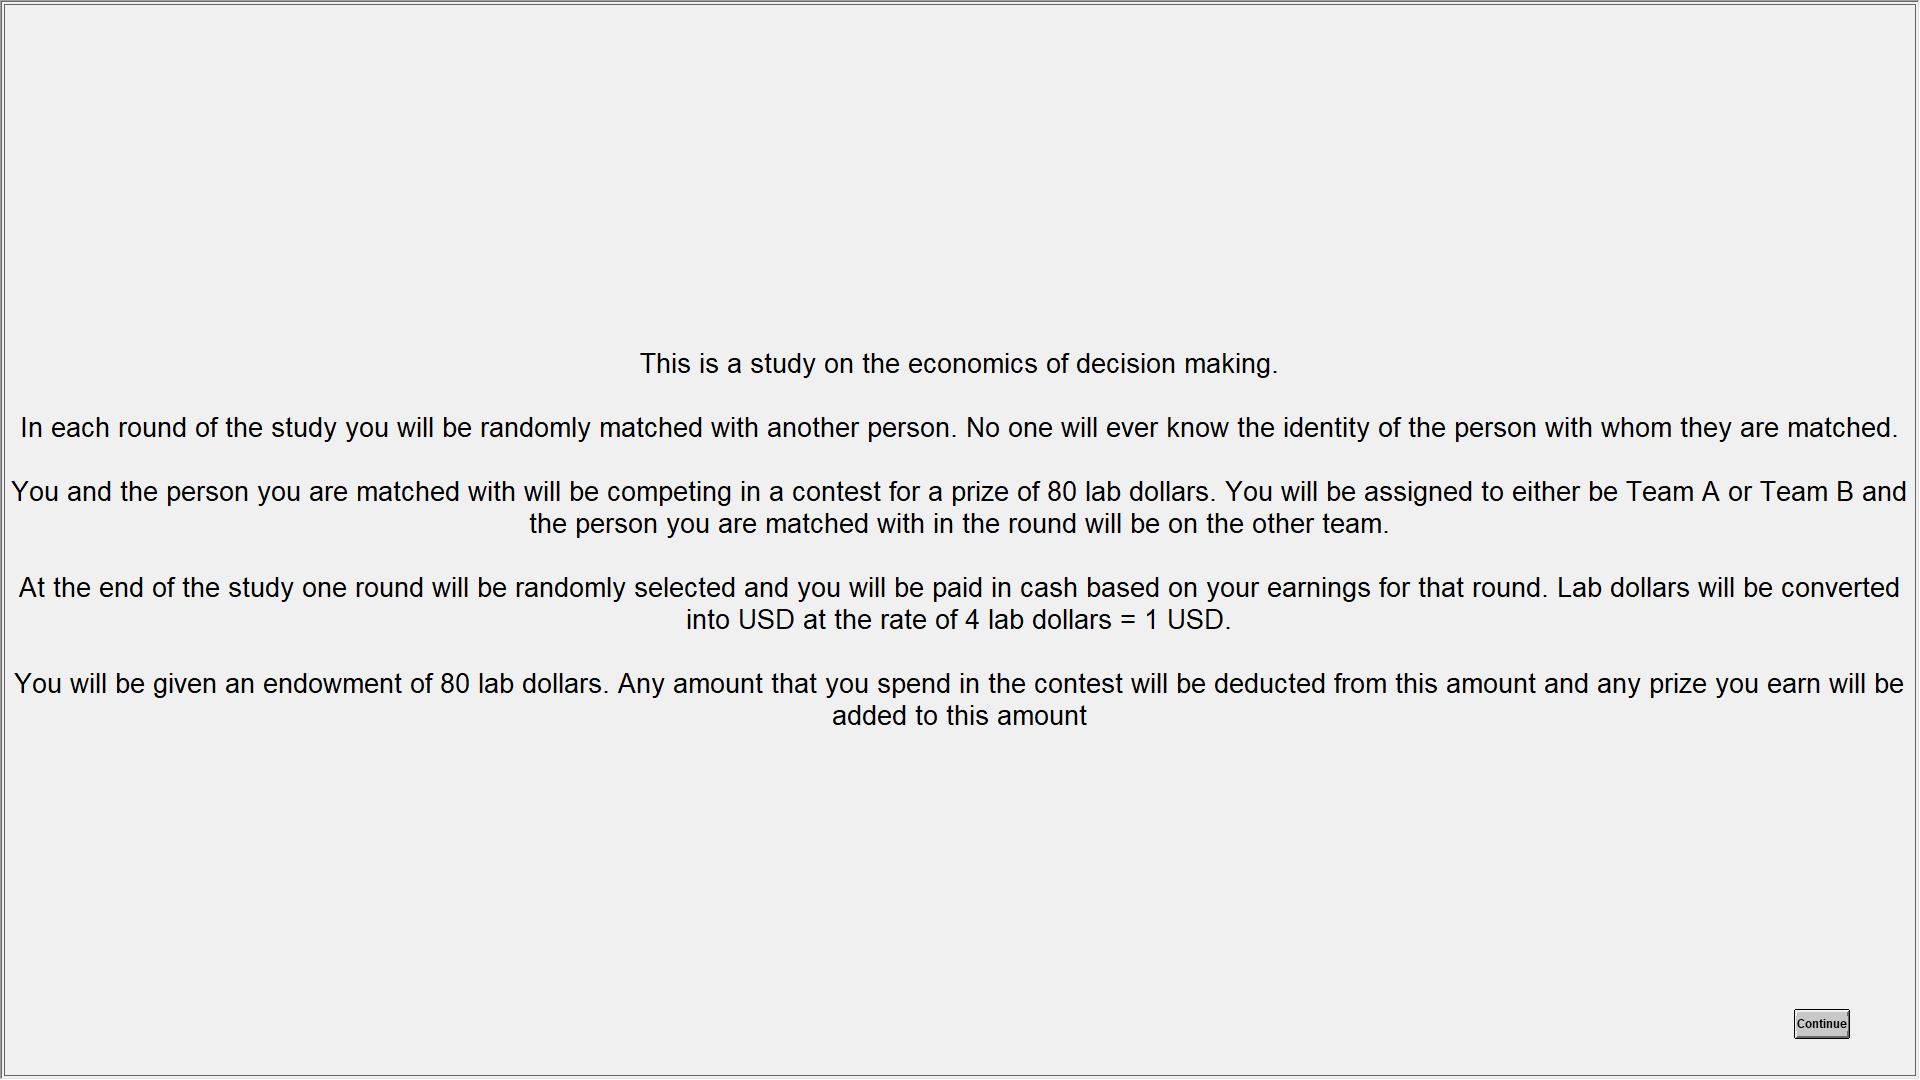 This is a study on the economics of decision making.
In each round of the study you will be randomly matched with another person. No one will ever know the identity of the person with whom they are matched.
You and the person you are matched with will be competing in a contest for a prize of 80 lab dollars. You will be assigned to either be Team A or Team B and
the person you are matched with in the round will be on the other team.
At the end of the study one round will be randomly selected and you will be paid in cash based on your earnings for that round. Lab dollars will be converted
into USD at the rate of 4 lab dollars = 1 USD.
You will be given an endowment of 80 lab dollars. Any amount that you spend in the contest will be deducted from this amount and any prize you earn will be
added to this amount
Continue